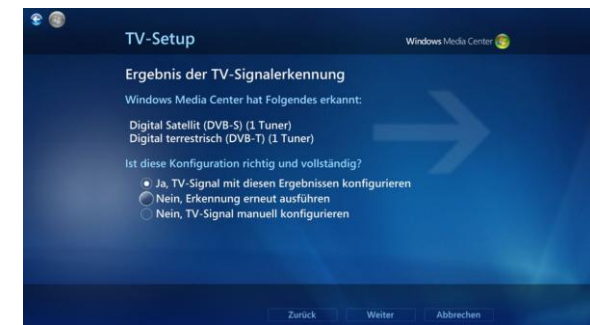 TV-Setup
Windows Media Center
Ergebnis der TV-Signalerkennung
Windows Media Center hat Folgendes erkannt:
Digital Satellit (DVB-S) (1 Tuner)
Digital terrestrisch (DVB-T) (1 Tuner)
Ist diese Konfiguration richtig und vollständig?
Ja, TV-Signal mit diesen Ergebnissen konfigurieren
Nein, Erkennung erneut ausführen
Nein, TV-Signal manuell konfigurieren
Zurück Weiter Abbrechen